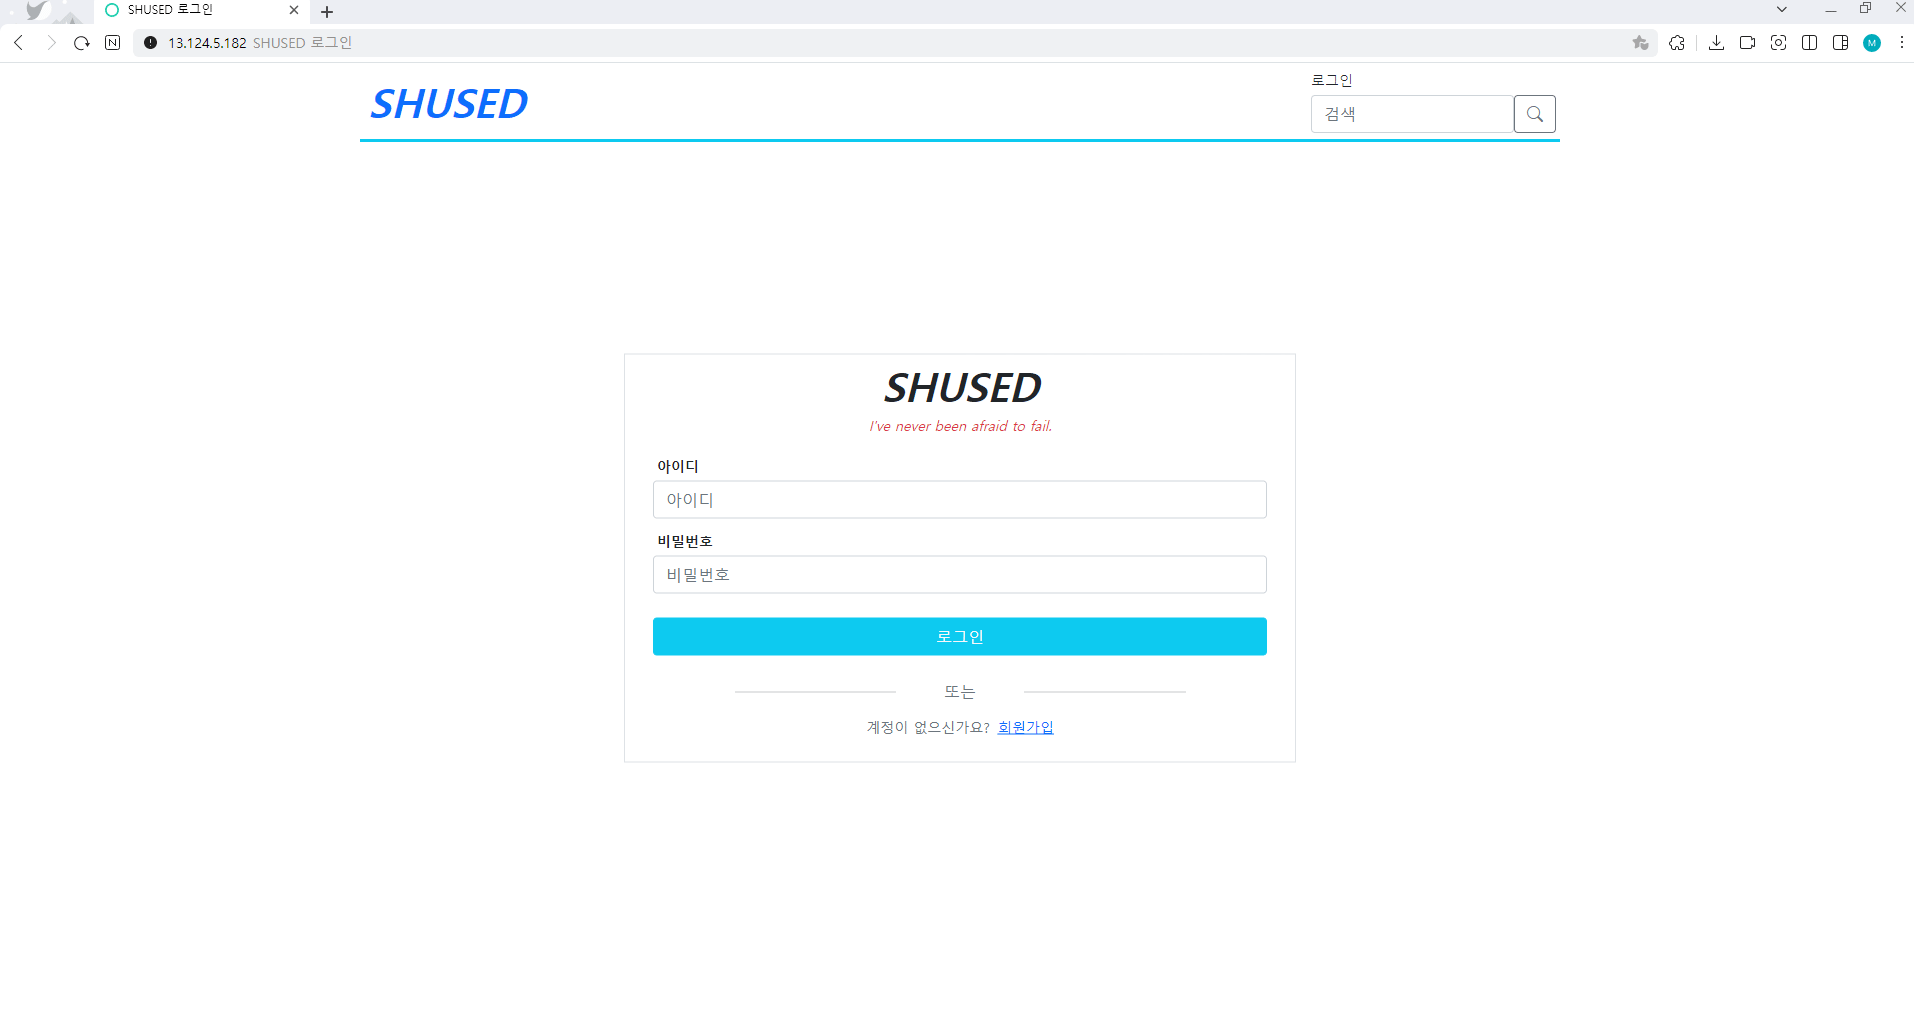 SHUSED 로그인
13.124.5.182 SHUSED 로그인
M
SHUSED
로그인
검색
SHUSED
I've never been afraid to fail.
아이디
아이디
비밀번호
비밀번호
로그인
또는
계정이 없으신가요? 회원가입